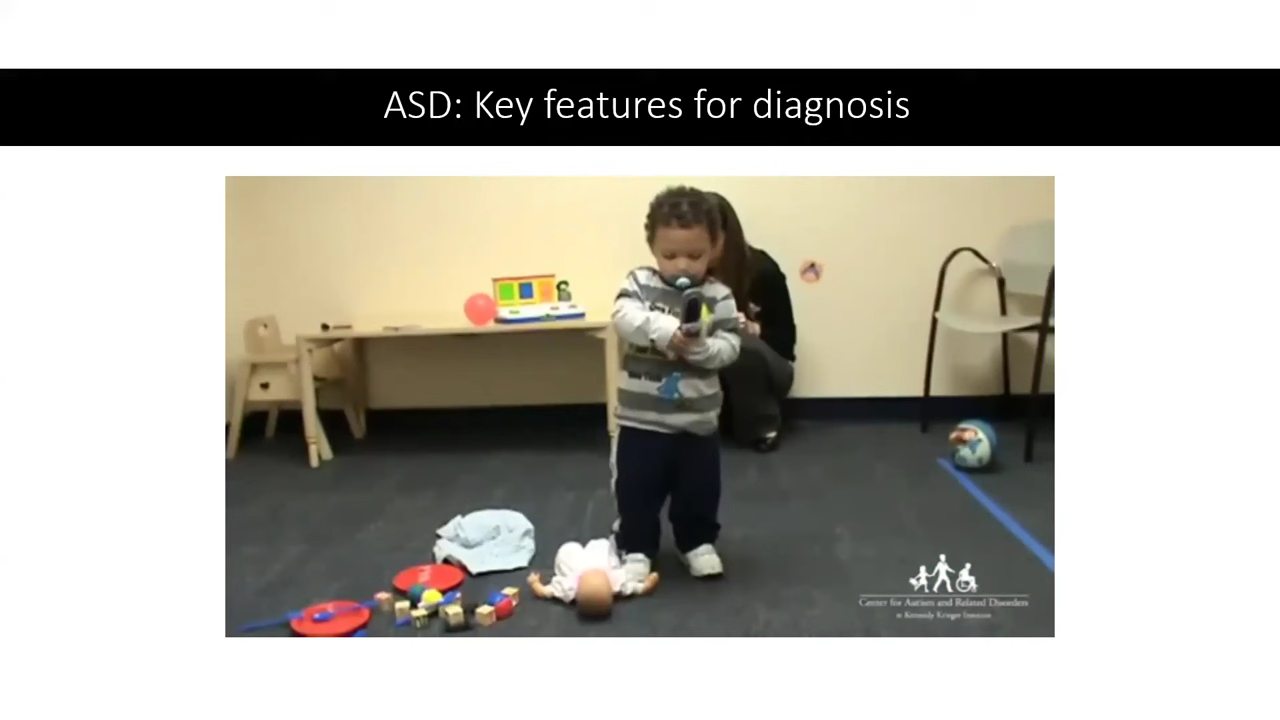 ASD: Key features for diagnosis
Center for Autism and Related Disorders
at Kennedy Krieger Institute